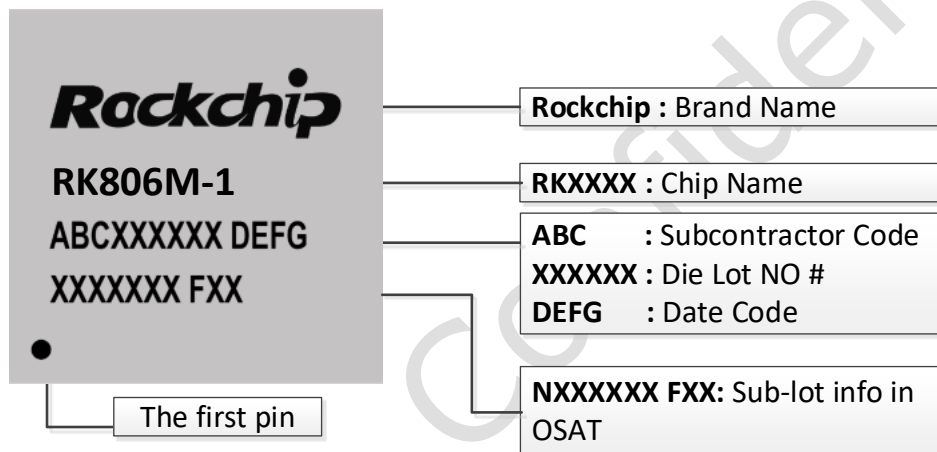 Rockchip
RK806M-1
ABCXXXXXX DEFG
XXXXXXX FXX
The first pin
Rockchip : Brand Name
RKXXXX : Chip Name
ABC : Subcontractor Code
XXXXXX : Die Lot NO #
DEFG : Date Code
NXXXXXX FXX: Sub-lot info in
OSAT